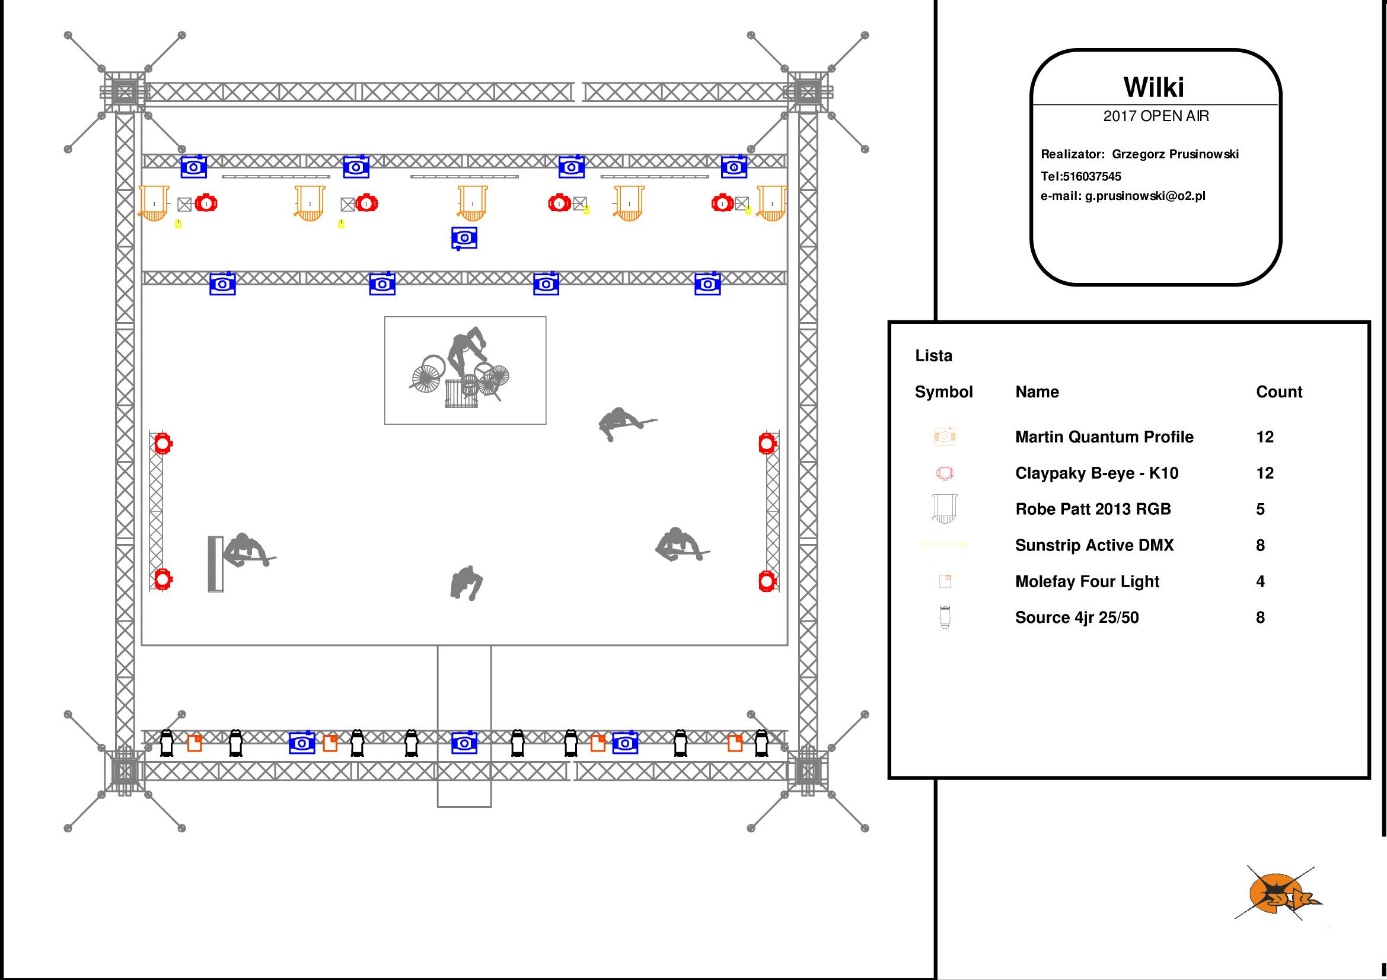 Wilki
2017 OPEN AIR
Realizator: Grzegorz Prusinowski
Tel:516037545
e-mail: g.prusinowski@o2.pl
Lista
Symbol Name Count
Martin Quantum Profile 12
Claypaky B-eye - K10 12
Robe Patt 2013 RGB 5
Sunstrip Active DMX 8
Molefay Four Light 4
Source 4jr 25/50 8